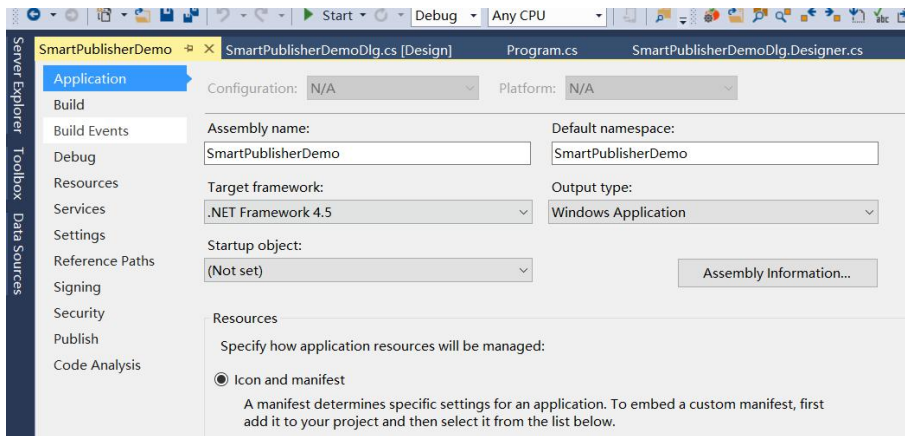 Start Debug Any CPU
SmartPublisherDemo SmartPublisherDemoDlg.cs [Design] Program.cs SmartPublisherDemoDlg.Designer.cs
Server Explorer
Toolbox
Data Sources
Application
Build
Build Events
Debug
Resources
Services
Settings
Reference Paths
Signing
Security
Publish
Code Analysis
Configuration: N/A Platform: N/A
Assembly name: Default namespace:
SmartPublisherDemo SmartPublisherDemo
Target framework: Output type:
.NET Framework 4.5 Windows Application
Startup object:
(Not set) Assembly Information...
Resources
Specify how application resources will be managed:
Icon and manifest
A manifest determines specific settings for an application. To embed a custom manifest, first
add it to your project and then select it from the list below.